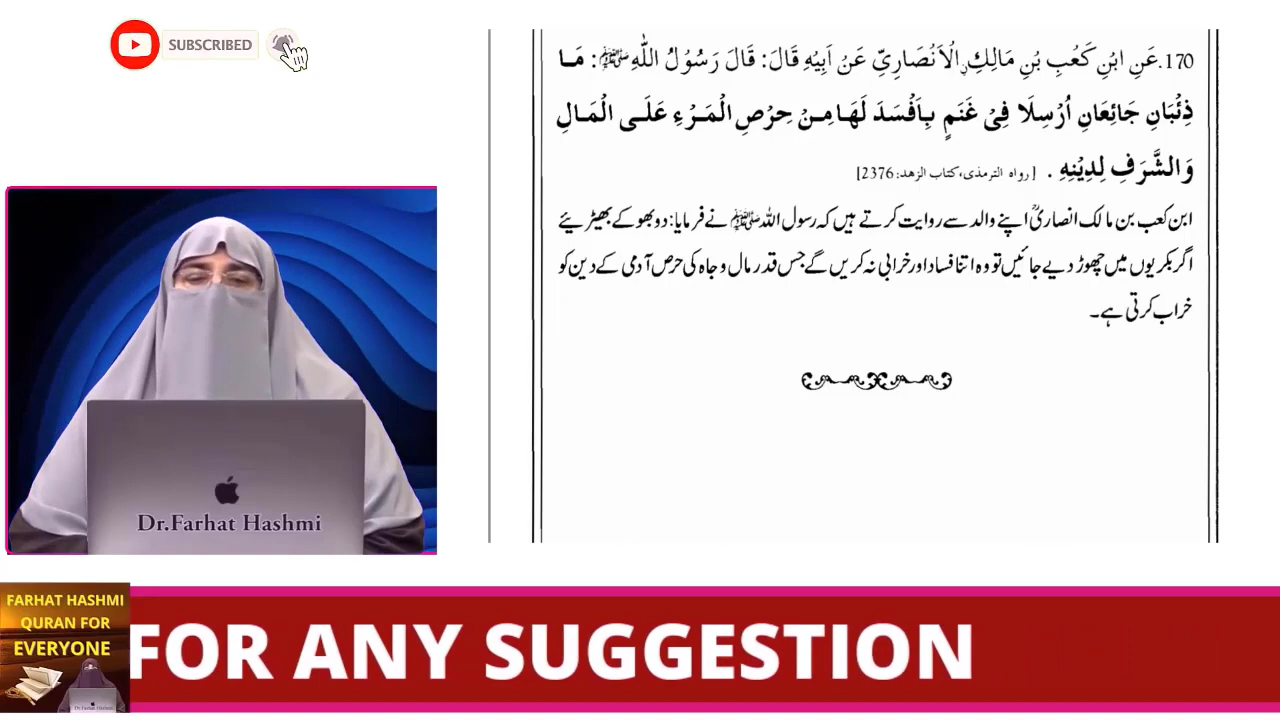 SUBSCRIBED
170. عَنِ ابْنِ كَعْبِ بْنِ مَالِكِ نِ الْاَنْصَارِيِّ عَنْ اَبِيْهِ قَالَ: قَالَ رَسُوْلُ اللّٰهِ ﷺ: مَا
ذِئْبَانِ جَائِعَانِ اُرْسِلَا فِيْ غَنَمٍ بِاَفْسَدَ لَهَا مِنْ حِرْصِ الْمَرْءِ عَلَى الْمَالِ
وَالشَّرَفِ لِدِيْنِهِ . [رواه الترمذی، کتاب الزهد: 2376]
ابن کعب بن مالک انصاریؓ اپنے والد سے روایت کرتے ہیں کہ رسول اللہ ﷺ نے فرمایا: دو بھوکے بھیڑیئے
اگر بکریوں میں چھوڑ دیے جائیں تو وہ اتنا فساد اور خرابی نہ کریں گے جس قدر مال و جاہ کی حرص آدمی کے دین کو
خراب کرتی ہے۔
Dr.Farhat Hashmi
FARHAT HASHMI
QURAN FOR
EVERYONE
FOR ANY SUGGESTION